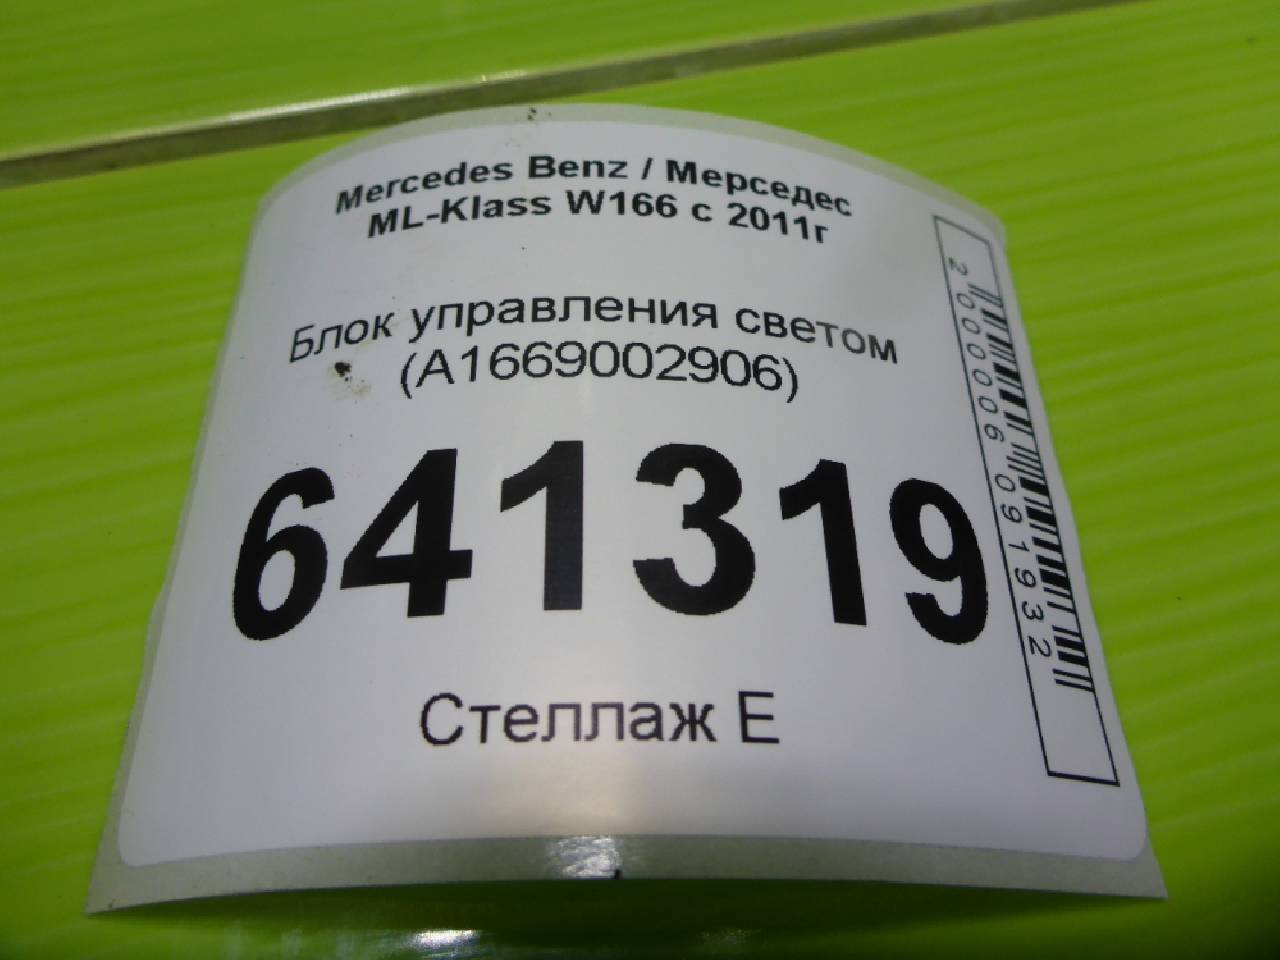 Mercedes Benz / Мерседес
ML-Klass W166 с 2011г
Блок управления светом
(A1669002906)
641319
Стеллаж Е
2000006091932